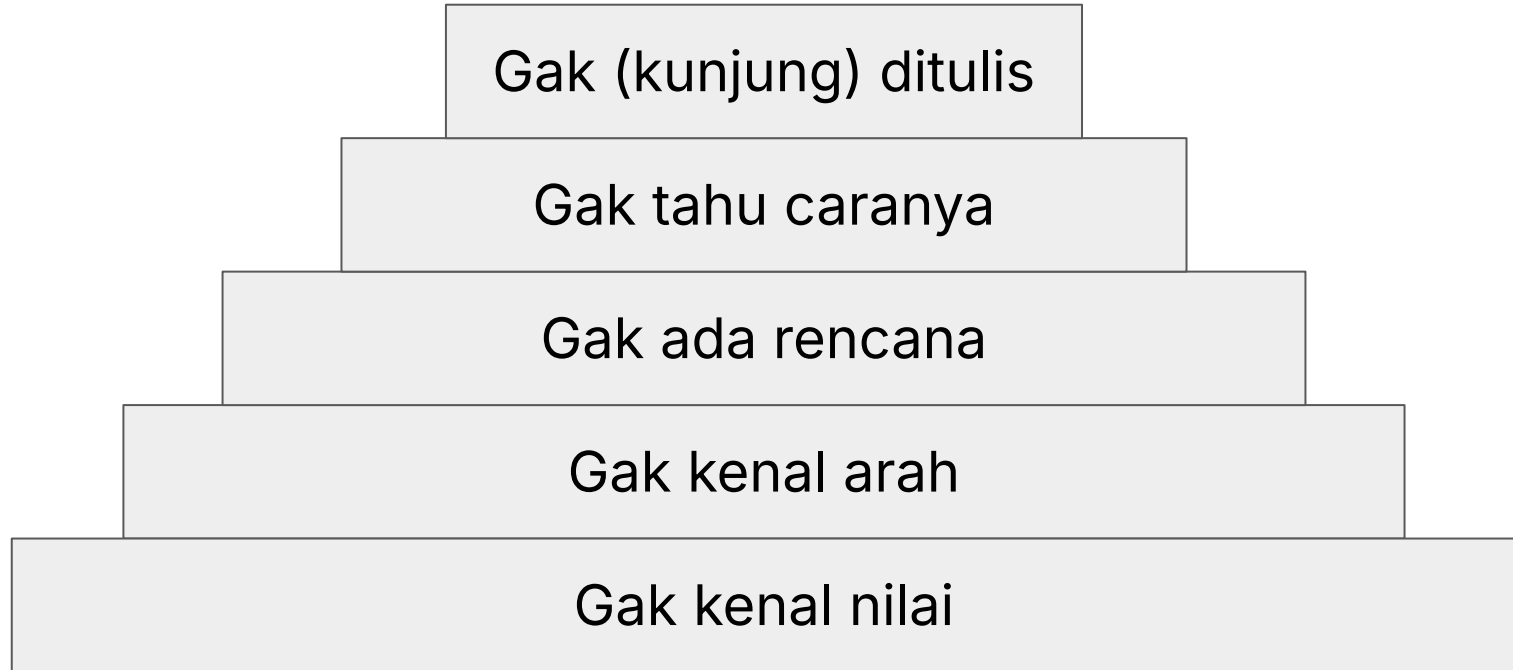 Gak (kunjung) ditulis
Gak tahu caranya
Gak ada rencana
Gak kenal arah
Gak kenal nilai